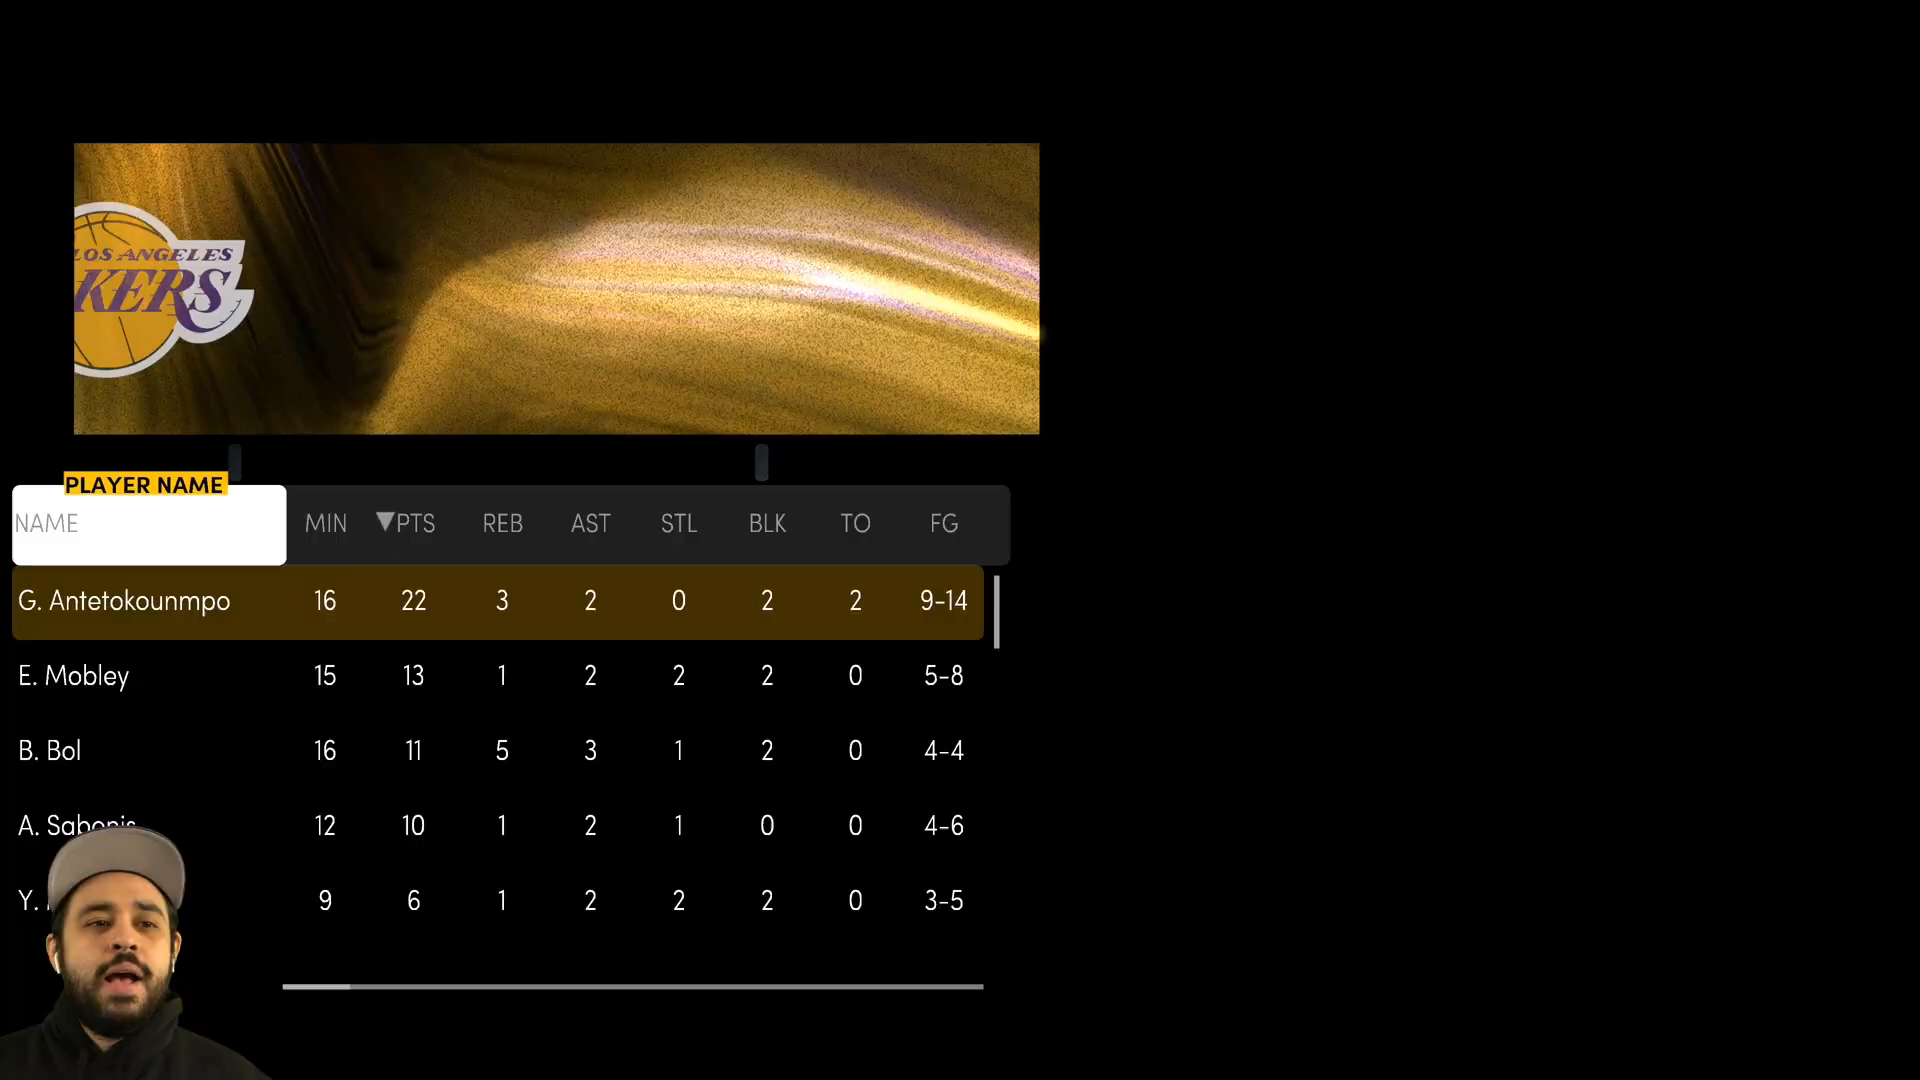 LOS ANGELES
KERS
PLAYER NAME
NAME MIN ▼PTS REB AST STL BLK TO FG
G. Antetokounmpo 16 22 3 2 0 2 2 9-14
E. Mobley 15 13 1 2 2 2 0 5-8
B. Bol 16 11 5 3 1 2 0 4-4
A. Sabonis 12 10 1 2 1 0 0 4-6
Y. 9 6 1 2 2 2 0 3-5